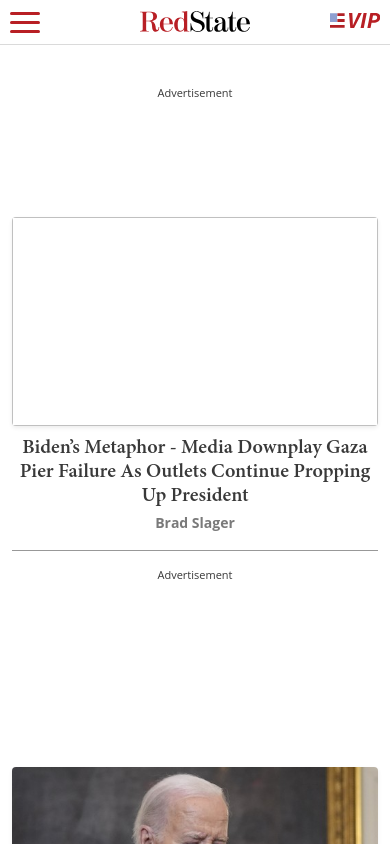 RedState
VIP
Advertisement
Biden’s Metaphor - Media Downplay Gaza
Pier Failure As Outlets Continue Propping
Up President
Brad Slager
Advertisement